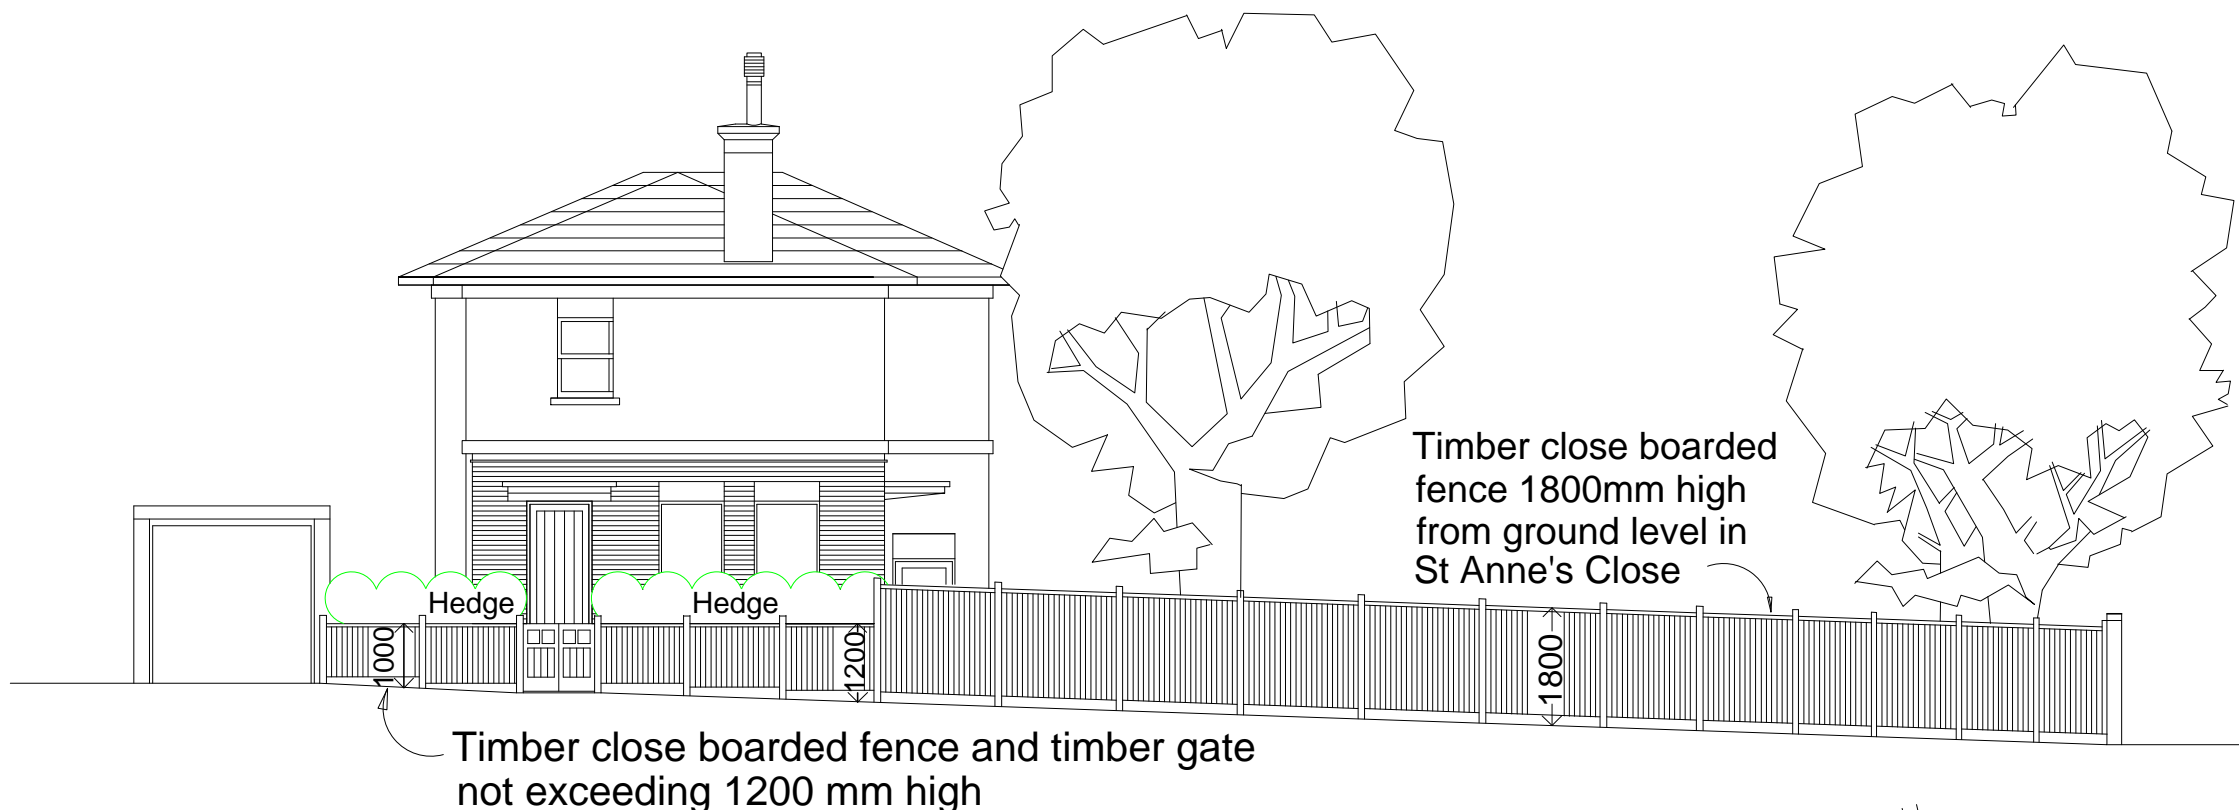 Timber close boarded
fence 1800mm high
from ground level in
St Anne's Close
Hedge
Hedge
1000
1200
1800
Timber close boarded fence and timber gate
not exceeding 1200 mm high